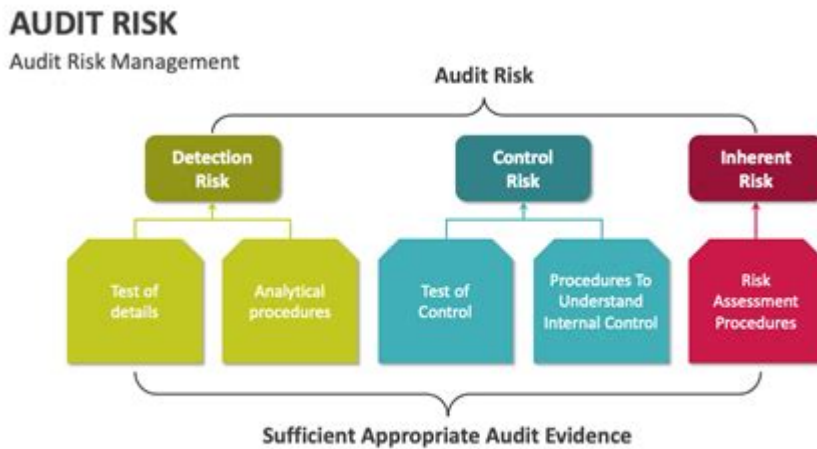 AUDIT RISK
Audit Risk Management
Audit Risk
Detection
Risk
Control
Risk
Inherent
Risk
Test of
details
Analytical
procedures
Test of
Control
Procedures To
Understand
Internal Control
Risk
Assessment
Procedures
Sufficient Appropriate Audit Evidence